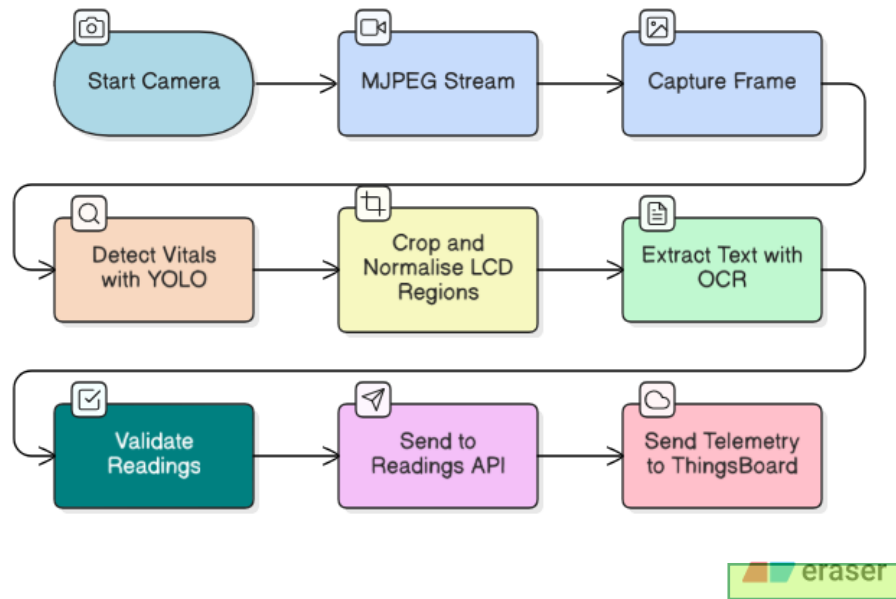 Start Camera
MJPEG Stream
Capture Frame
Detect Vitals
with YOLO
Crop and
Normalise LCD
Regions
Extract Text with
OCR
Validate
Readings
Send to
Readings API
Send Telemetry
to ThingsBoard
eraser